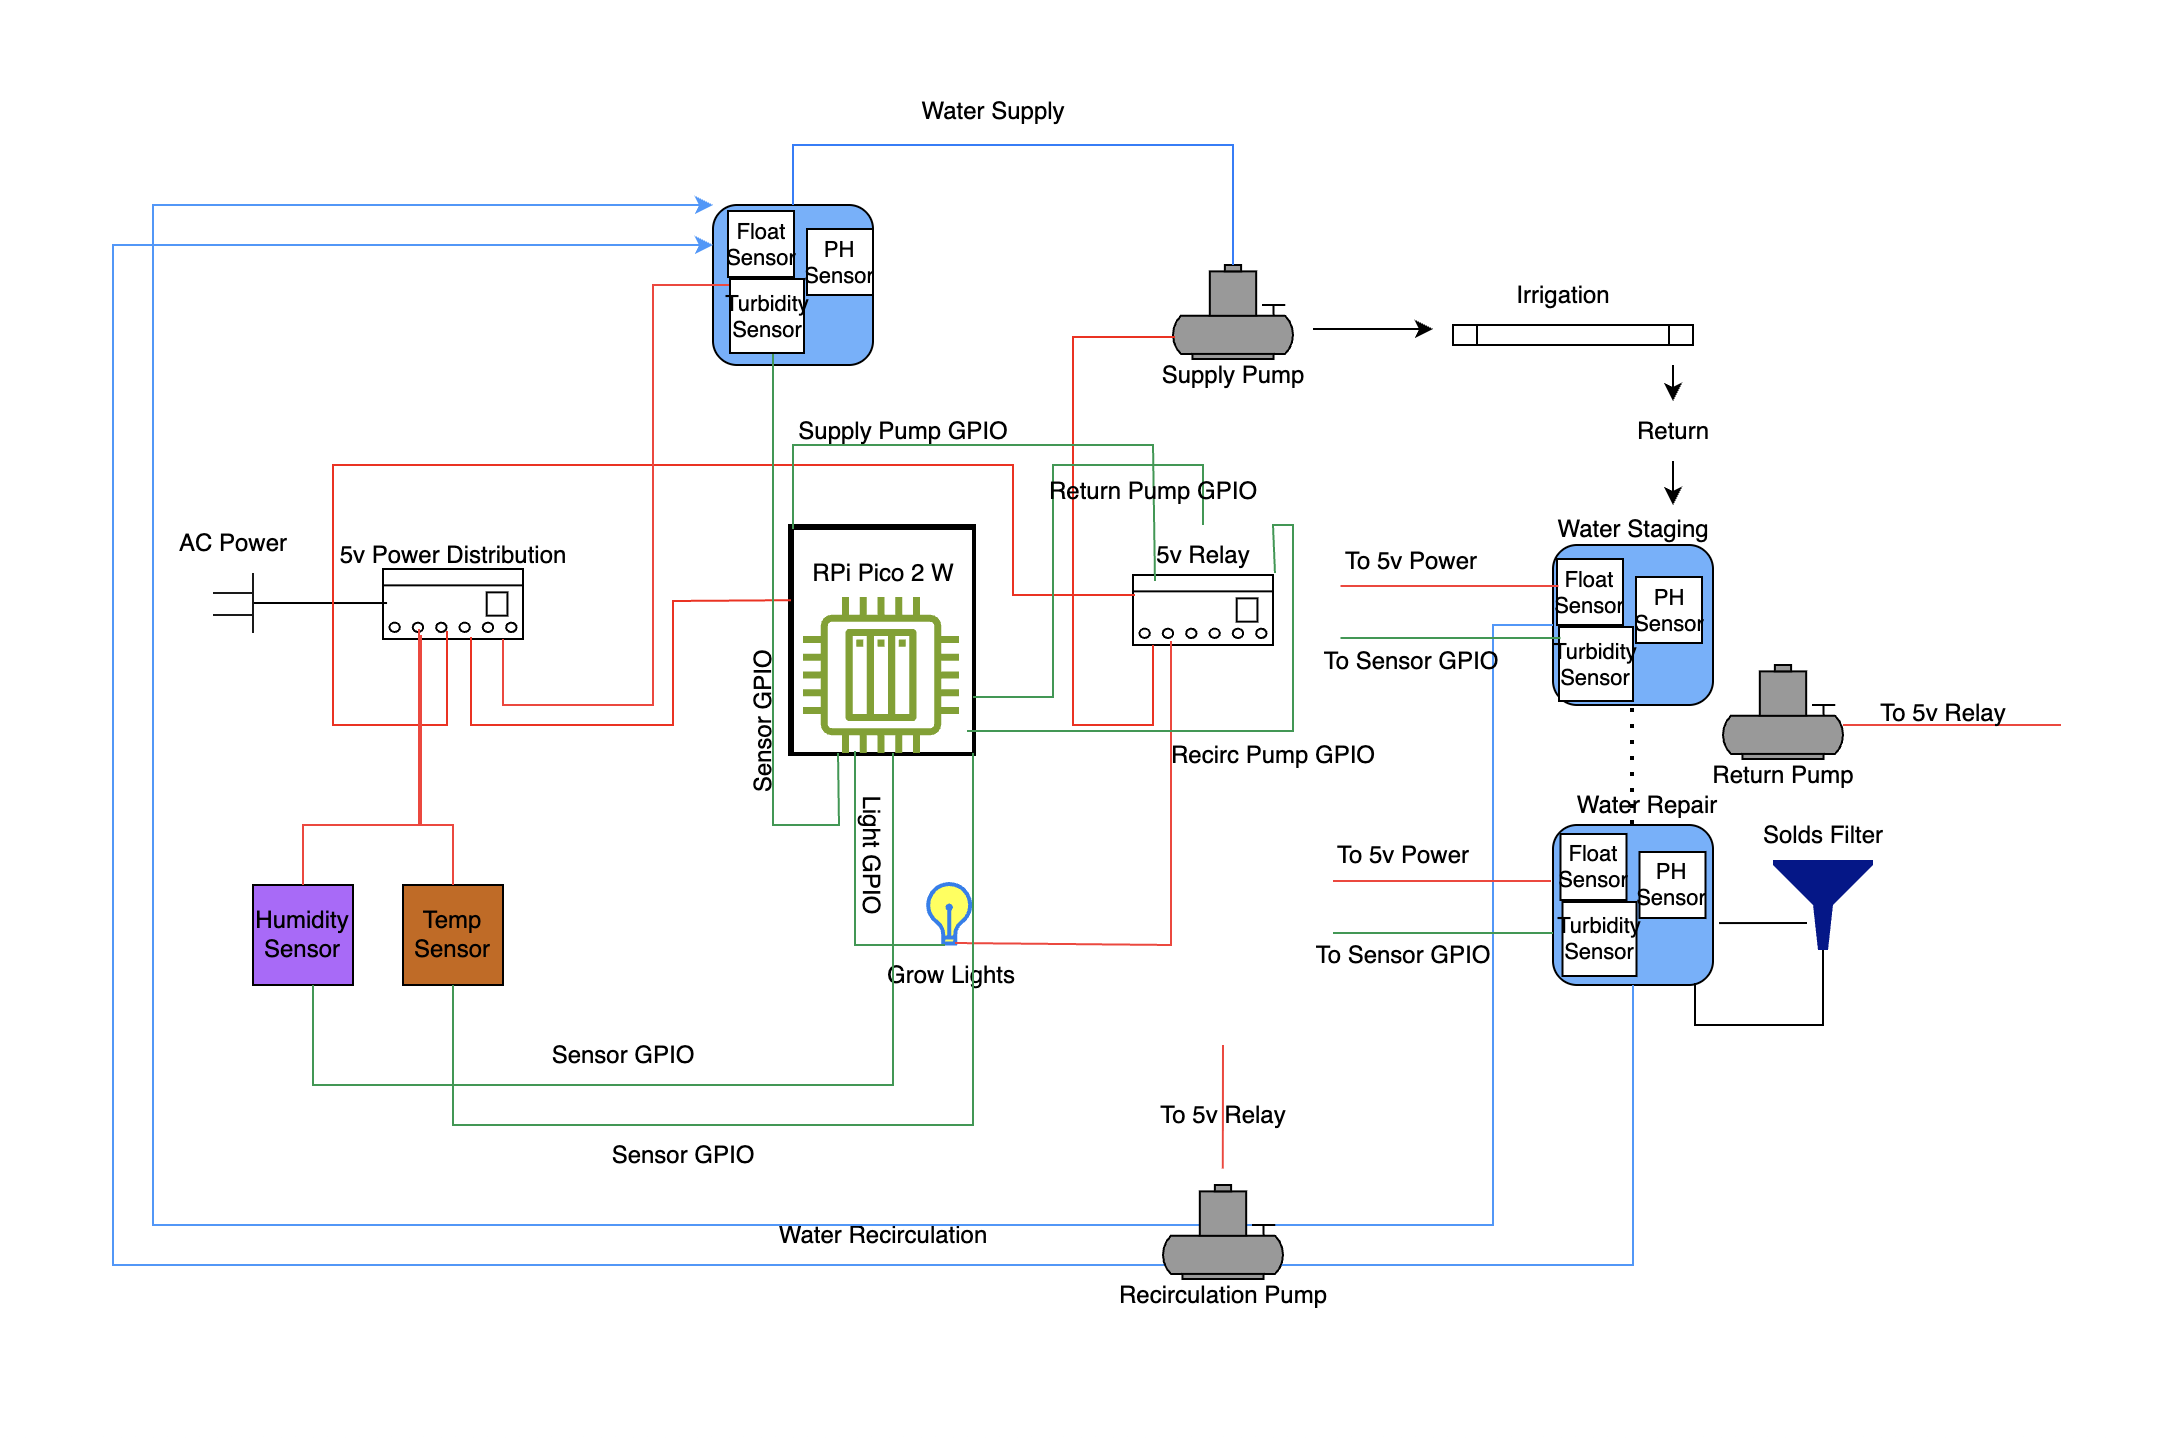 Water Supply
Float
Sensor
PH
Sensor
Turbidity
Sensor
Irrigation
Supply Pump
Supply Pump GPIO
Return
Return Pump GPIO
Water Staging
AC Power
5v Power Distribution
RPi Pico 2 W
5v Relay
To 5v Power
Float
Sensor
PH
Sensor
To Sensor GPIO
Turbidity
Sensor
Sensor GPIO
To 5v Relay
Recirc Pump GPIO
Return Pump
Water Repair
Light GPIO
Solds Filter
To 5v Power
Float
Sensor
PH
Sensor
Humidity
Sensor
Temp
Sensor
Turbidity
Sensor
To Sensor GPIO
Grow Lights
Sensor GPIO
To 5v Relay
Sensor GPIO
Water Recirculation
Recirculation Pump